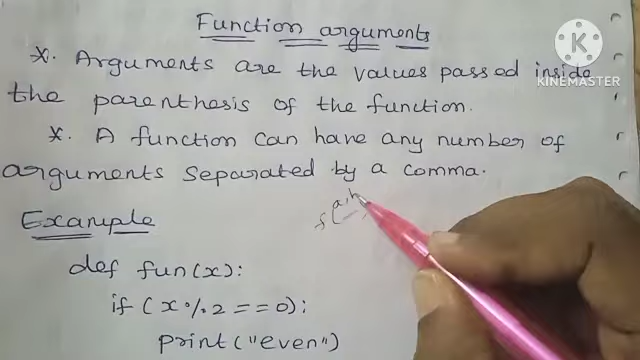 Function arguments
KINEMASTER
*. Arguments are the values passed inside
the parenthesis of the function.
*. A function can have any number of
arguments separated by a comma.
Example
def fun(x):
if (x%2==0):
print("even")